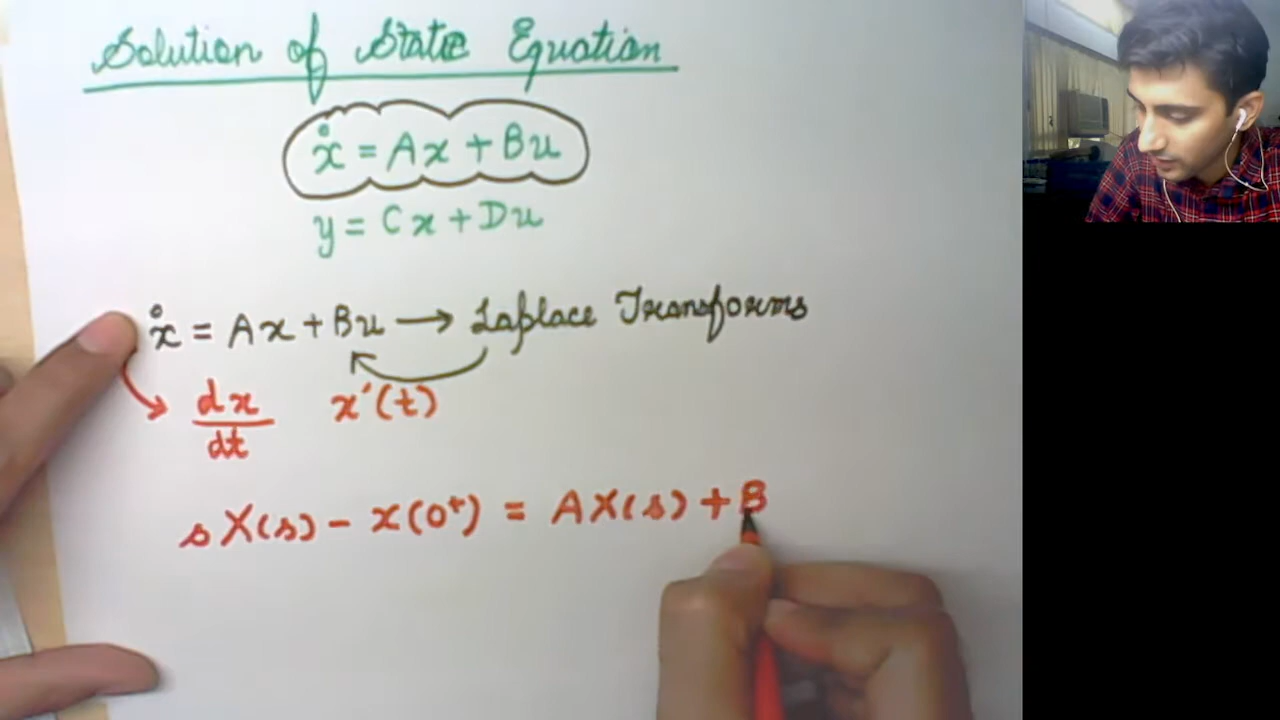 Solution of State Equation
ẋ = Ax + Bu
y = Cx + Du
ẋ = Ax + Bu → Laplace Transforms
dx/dt x'(t)
sX(s) - x(0⁺) = AX(s) + B